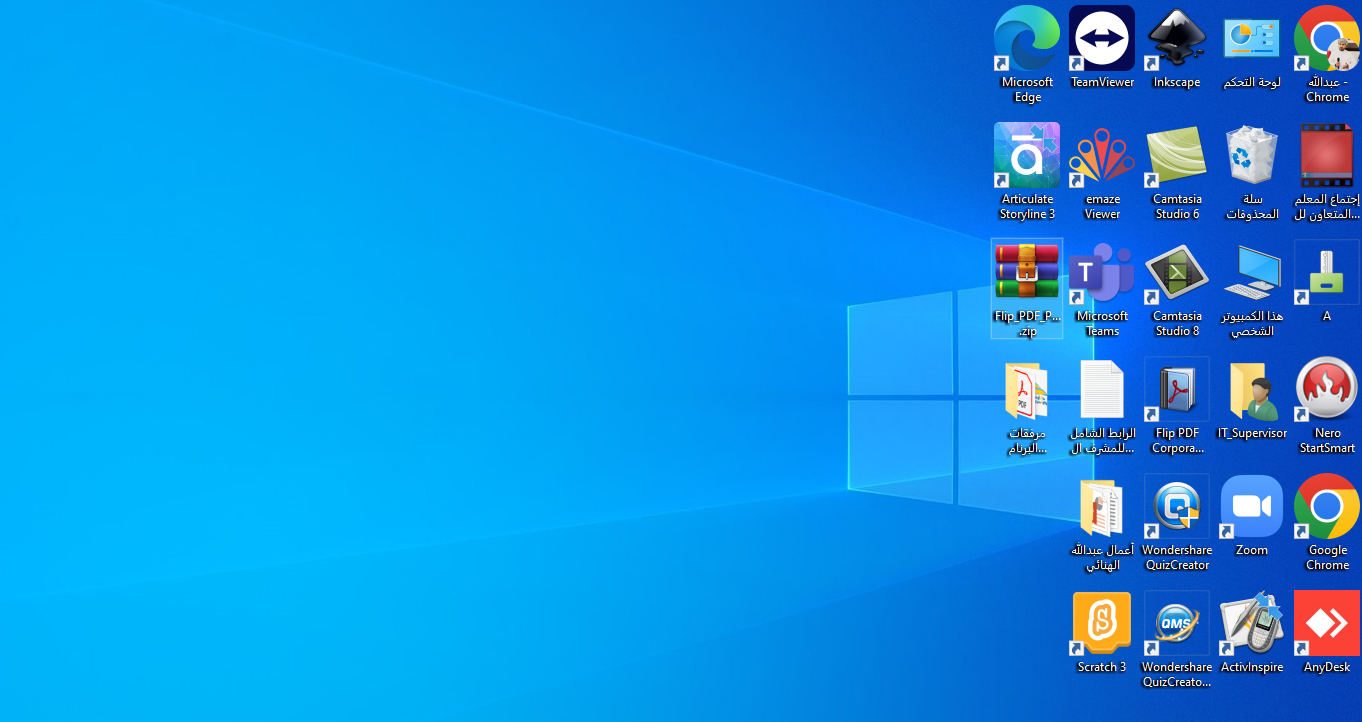 عبدالله -
Chrome
لوحة التحكم
Inkscape
TeamViewer
Microsoft
Edge
إجتماع المعلم
المتعاون لل...
سلة
المحذوفات
Camtasia
Studio 6
emaze
Viewer
Articulate
Storyline 3
A
هذا الكمبيوتر
الشخصي
Camtasia
Studio 8
Microsoft
Teams
Flip_PDF_P...
.zip
Nero
StartSmart
IT_Supervisor
Flip PDF
Corpora...
الرابط الشامل
للمشرف ال...
مرفقات
البرنام...
Google
Chrome
Zoom
Wondershare
QuizCreator
أعمال عبدالله
الهنائي
AnyDesk
ActivInspire
QMS
Wondershare
QuizCreato...
Scratch 3